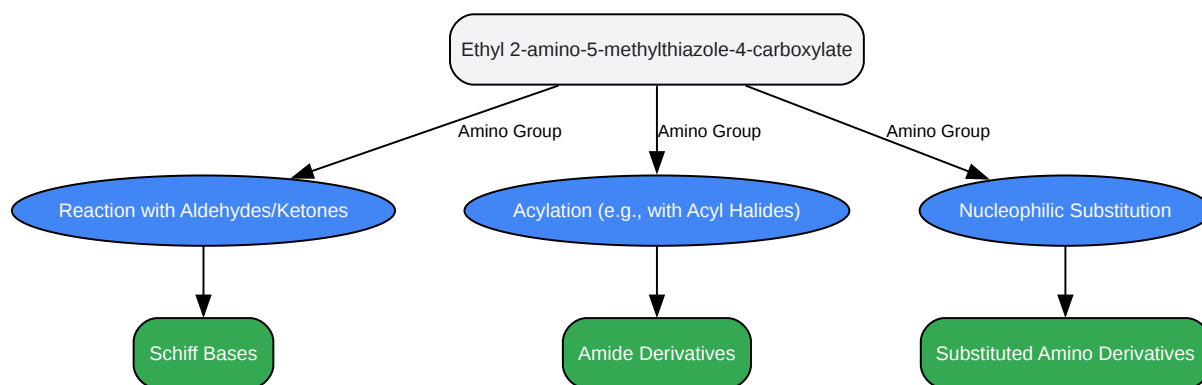 Ethyl 2-amino-5-methylthiazole-4-carboxylate
Amino Group
Amino Group
Amino Group
Reaction with Aldehydes/Ketones
Acylation (e.g., with Acyl Halides)
Nucleophilic Substitution
Schiff Bases
Amide Derivatives
Substituted Amino Derivatives